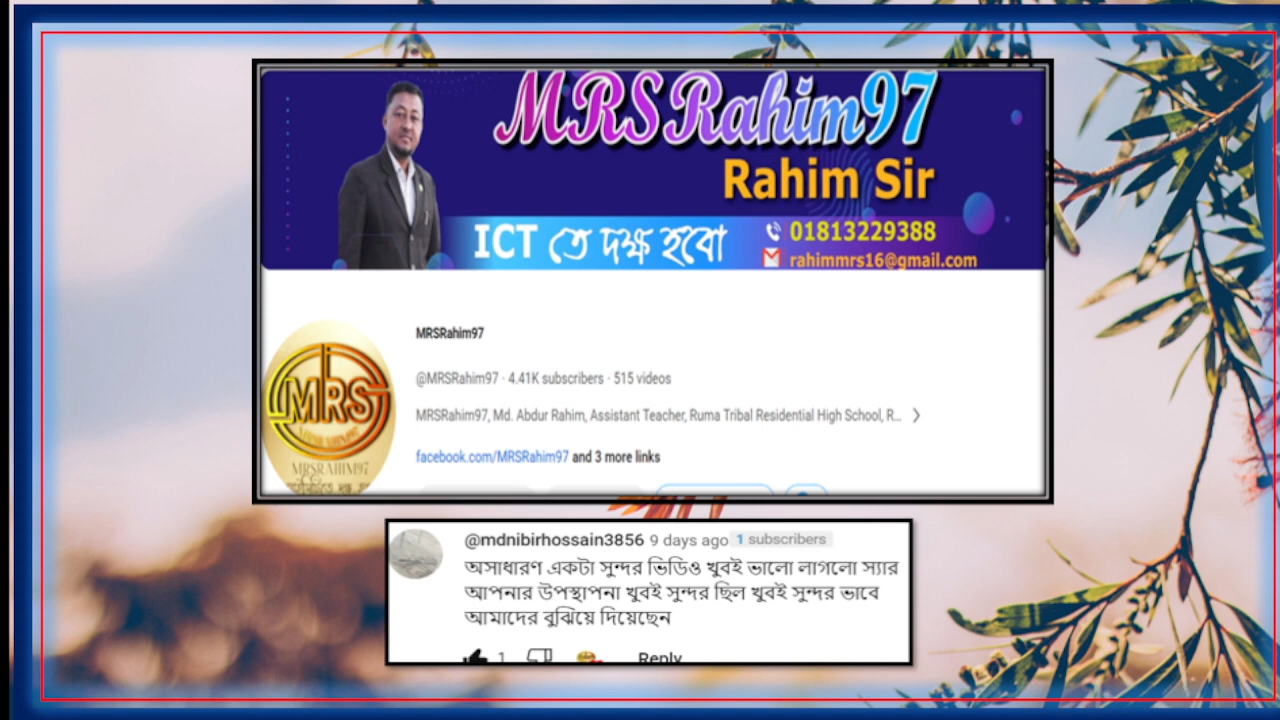 MRSRahim97
Rahim Sir
ICT তে দক্ষ হবো
01813229388
rahimmrs16@gmail.com
MRSRahim97
@MRSRahim97 · 4.41K subscribers · 515 videos
MRSRahim97, Md. Abdur Rahim, Assistant Teacher, Ruma Tribal Residential High School, R...
facebook.com/MRSRahim97 and 3 more links
MRS
MRSRAHIM97
@mdnibirhossain3856 9 days ago 1 subscribers
অসাধারণ একটা সুন্দর ভিডিও খুবই ভালো লাগলো স্যার
আপনার উপস্থাপনা খুবই সুন্দর ছিল খুবই সুন্দর ভাবে
আমাদের বুঝিয়ে দিয়েছেন
1 Reply